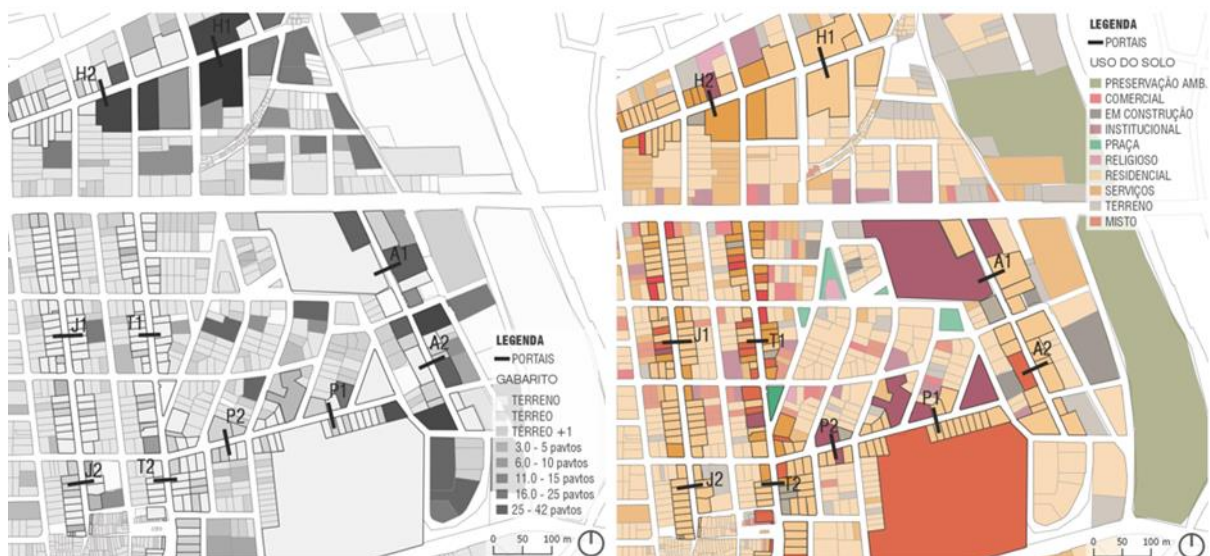 H1
H2
A1
J1
T1
A2
P1
P2
J2
T2
LEGENDA
PORTAIS
GABARITO
TERRENO
TÉRREO
TÉRREO +1
3.0 - 5 pavtos
6.0 - 10 pavtos
11.0 - 15 pavtos
16.0 - 25 pavtos
25 - 42 pavtos
0 50 100 m
H1
H2
A1
J1
T1
A2
P1
P2
J2
T2
LEGENDA
PORTAIS
USO DO SOLO
PRESERVAÇÃO AMB.
COMERCIAL
EM CONSTRUÇÃO
INSTITUCIONAL
PRAÇA
RELIGIOSO
RESIDENCIAL
SERVIÇOS
TERRENO
MISTO
0 50 100 m